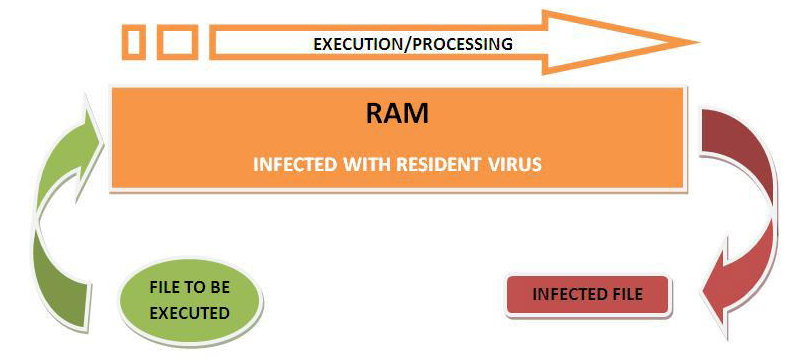 EXECUTION/PROCESSING
RAM
INFECTED WITH RESIDENT VIRUS
FILE TO BE
EXECUTED
INFECTED FILE